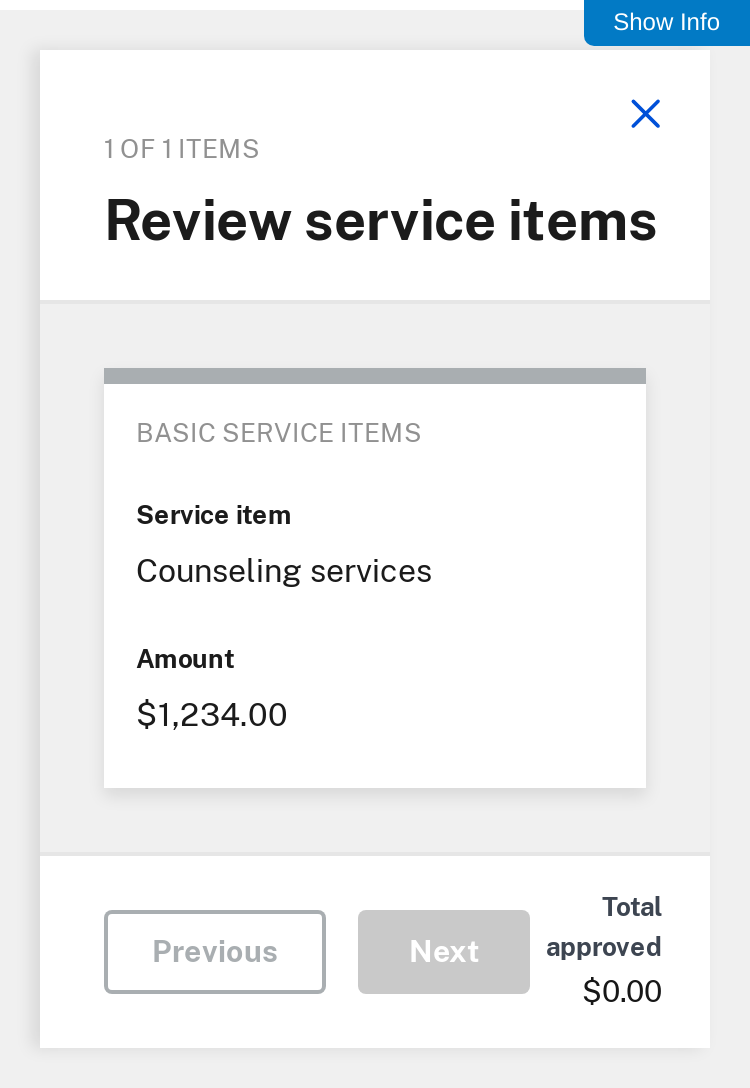 Show Info
1 OF 1 ITEMS
Review service items
BASIC SERVICE ITEMS
Service item
Counseling services
Amount
$1,234.00
Previous
Next
Total
approved
$0.00